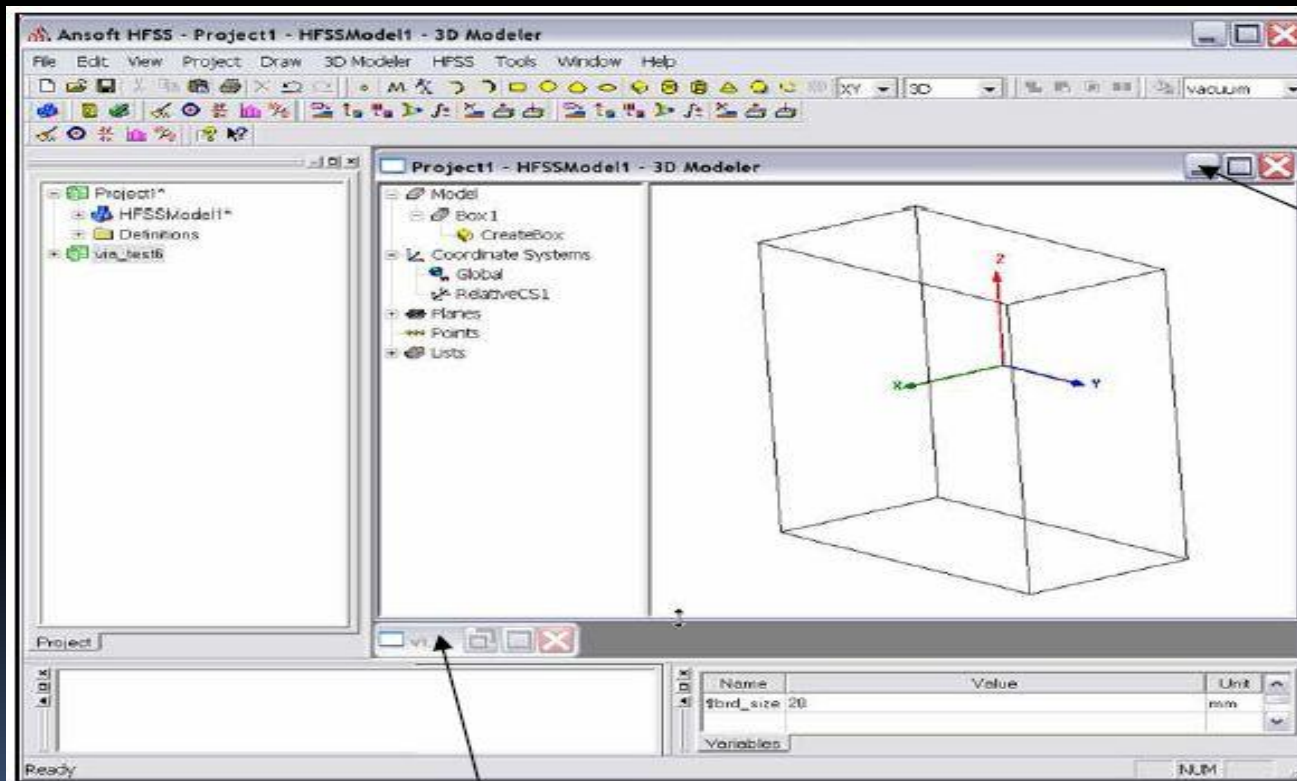 Ansoft HFSS - Project1 - HFSSModel1 - 3D Modeler
File Edit View Project Draw 3D Modeler HFSS Tools Window Help
XY 3D vacuum
Project1 - HFSSModel1 - 3D Modeler
Project1*
HFSSModel1*
Definitions
via_test6
Model
Box1
CreateBox
Coordinate Systems
Global
RelativeCS1
Planes
Points
Lists
Z
X
Y
Project
Name Value Unit
$brd_size 20 mm
Variables
Ready NUM